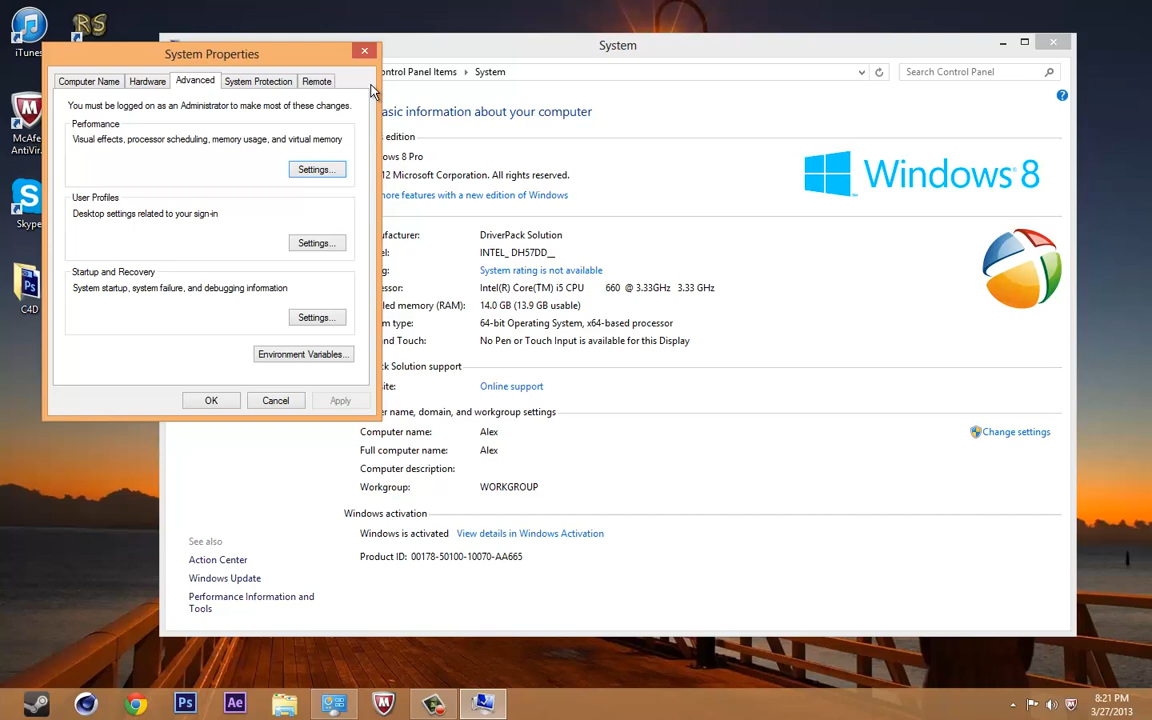 iTunes
RS
McAfee
AntiVir...
Skype
C4D
System Properties
Computer Name
Hardware
Advanced
System Protection
Remote
You must be logged on as an Administrator to make most of these changes.
Performance
Visual effects, processor scheduling, memory usage, and virtual memory
Settings...
User Profiles
Desktop settings related to your sign-in
Settings...
Startup and Recovery
System startup, system failure, and debugging information
Settings...
Environment Variables...
OK
Cancel
Apply
System
ontrol Panel Items
System
Search Control Panel
asic information about your computer
edition
ows 8 Pro
12 Microsoft Corporation. All rights reserved.
more features with a new edition of Windows
Windows 8
ufacturer: DriverPack Solution
el: INTEL_ DH57DD__
g: System rating is not available
essor: Intel(R) Core(TM) i5 CPU 660 @ 3.33GHz 3.33 GHz
lled memory (RAM): 14.0 GB (13.9 GB usable)
m type: 64-bit Operating System, x64-based processor
and Touch: No Pen or Touch Input is available for this Display
ck Solution support
site: Online support
er name, domain, and workgroup settings
Computer name: Alex
Change settings
Full computer name: Alex
Computer description:
Workgroup: WORKGROUP
Windows activation
Windows is activated View details in Windows Activation
Product ID: 00178-50100-10070-AA665
See also
Action Center
Windows Update
Performance Information and
Tools
Ps
Ae
8:21 PM
3/27/2013